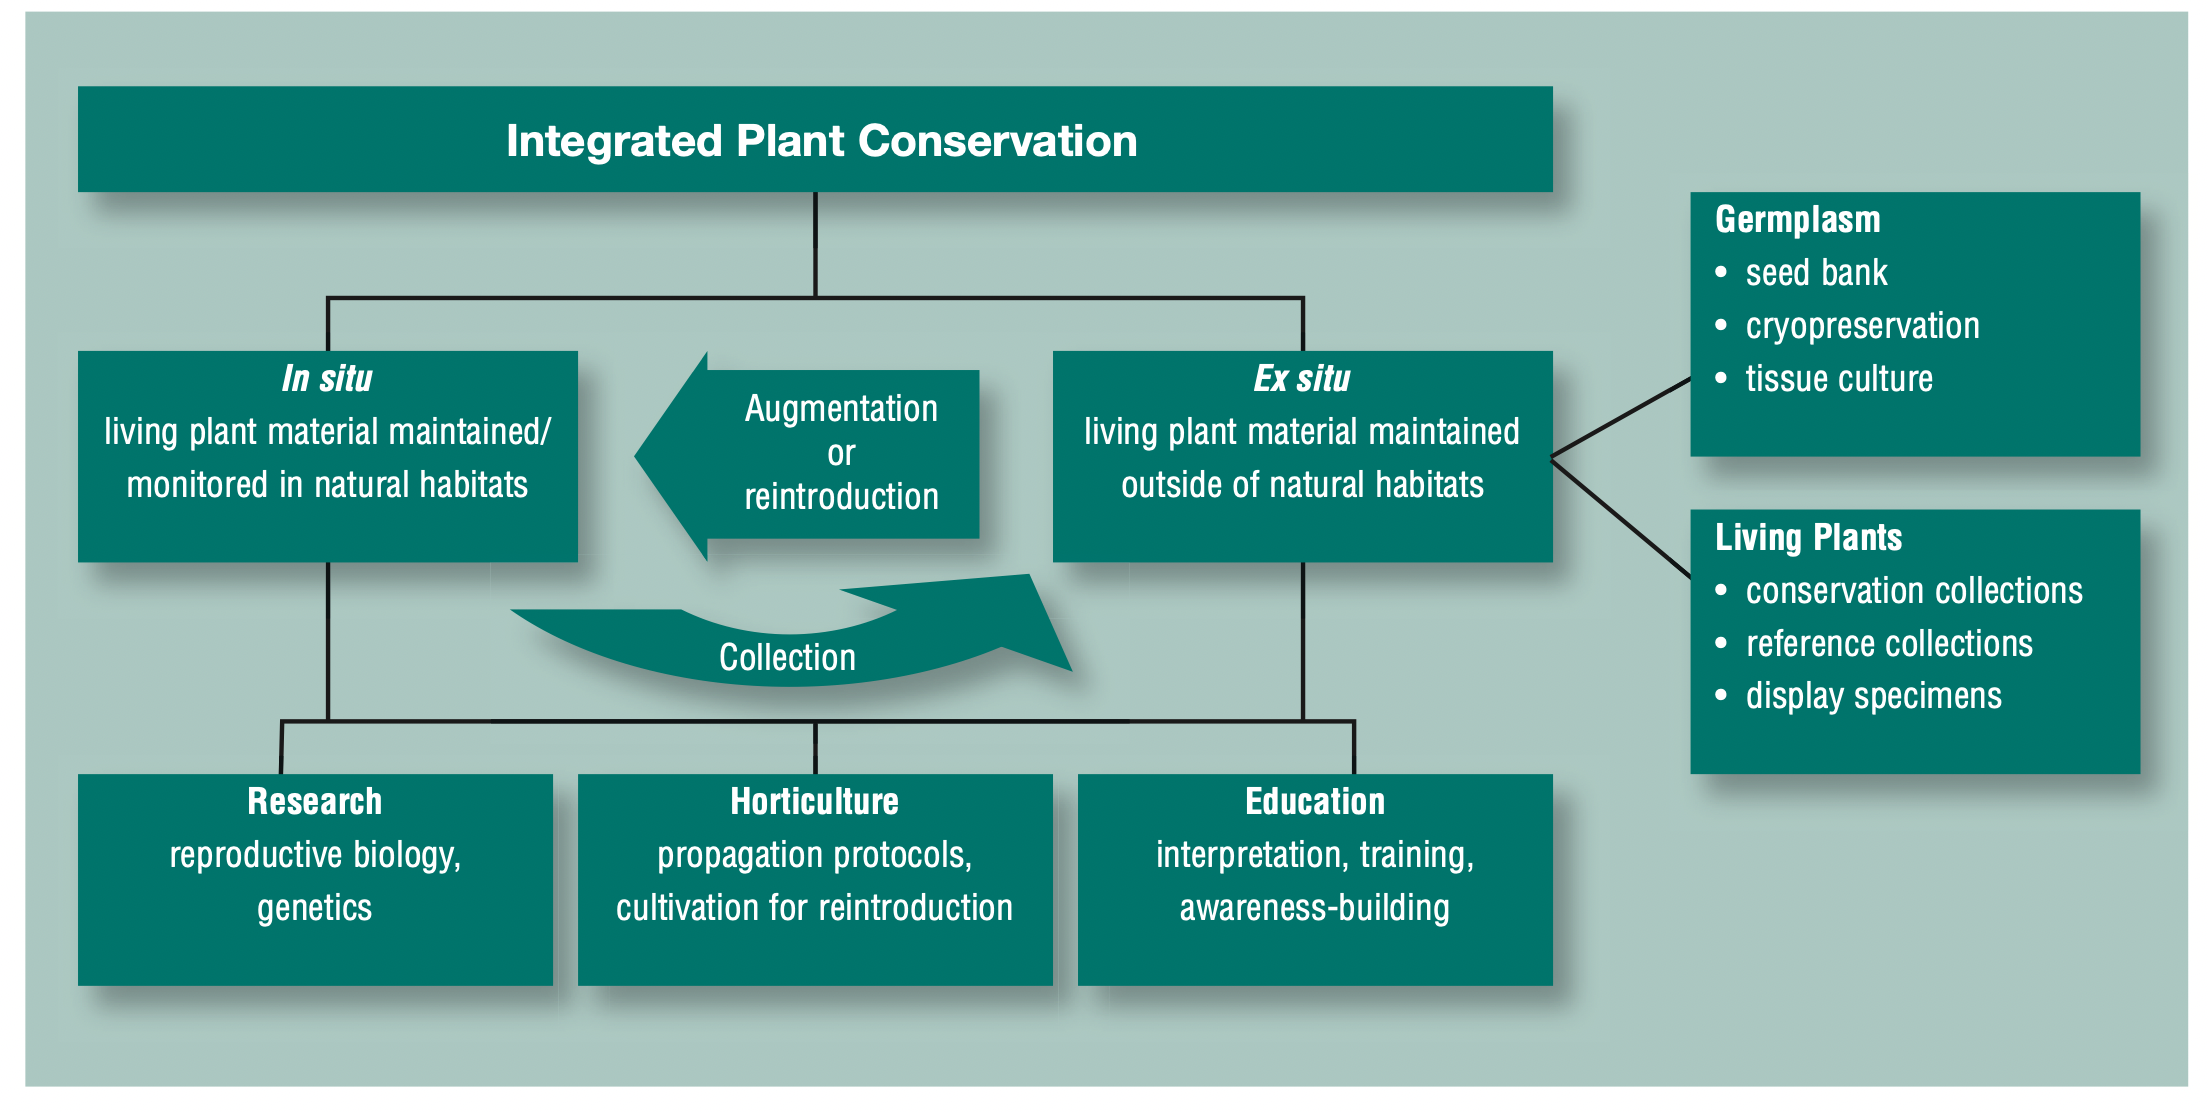 Integrated Plant Conservation
In situ
living plant material maintained/
monitored in natural habitats
Augmentation
or
reintroduction
Collection
Ex situ
living plant material maintained
outside of natural habitats
Germplasm
• seed bank
• cryopreservation
• tissue culture
Living Plants
• conservation collections
• reference collections
• display specimens
Research
reproductive biology,
genetics
Horticulture
propagation protocols,
cultivation for reintroduction
Education
interpretation, training,
awareness-building